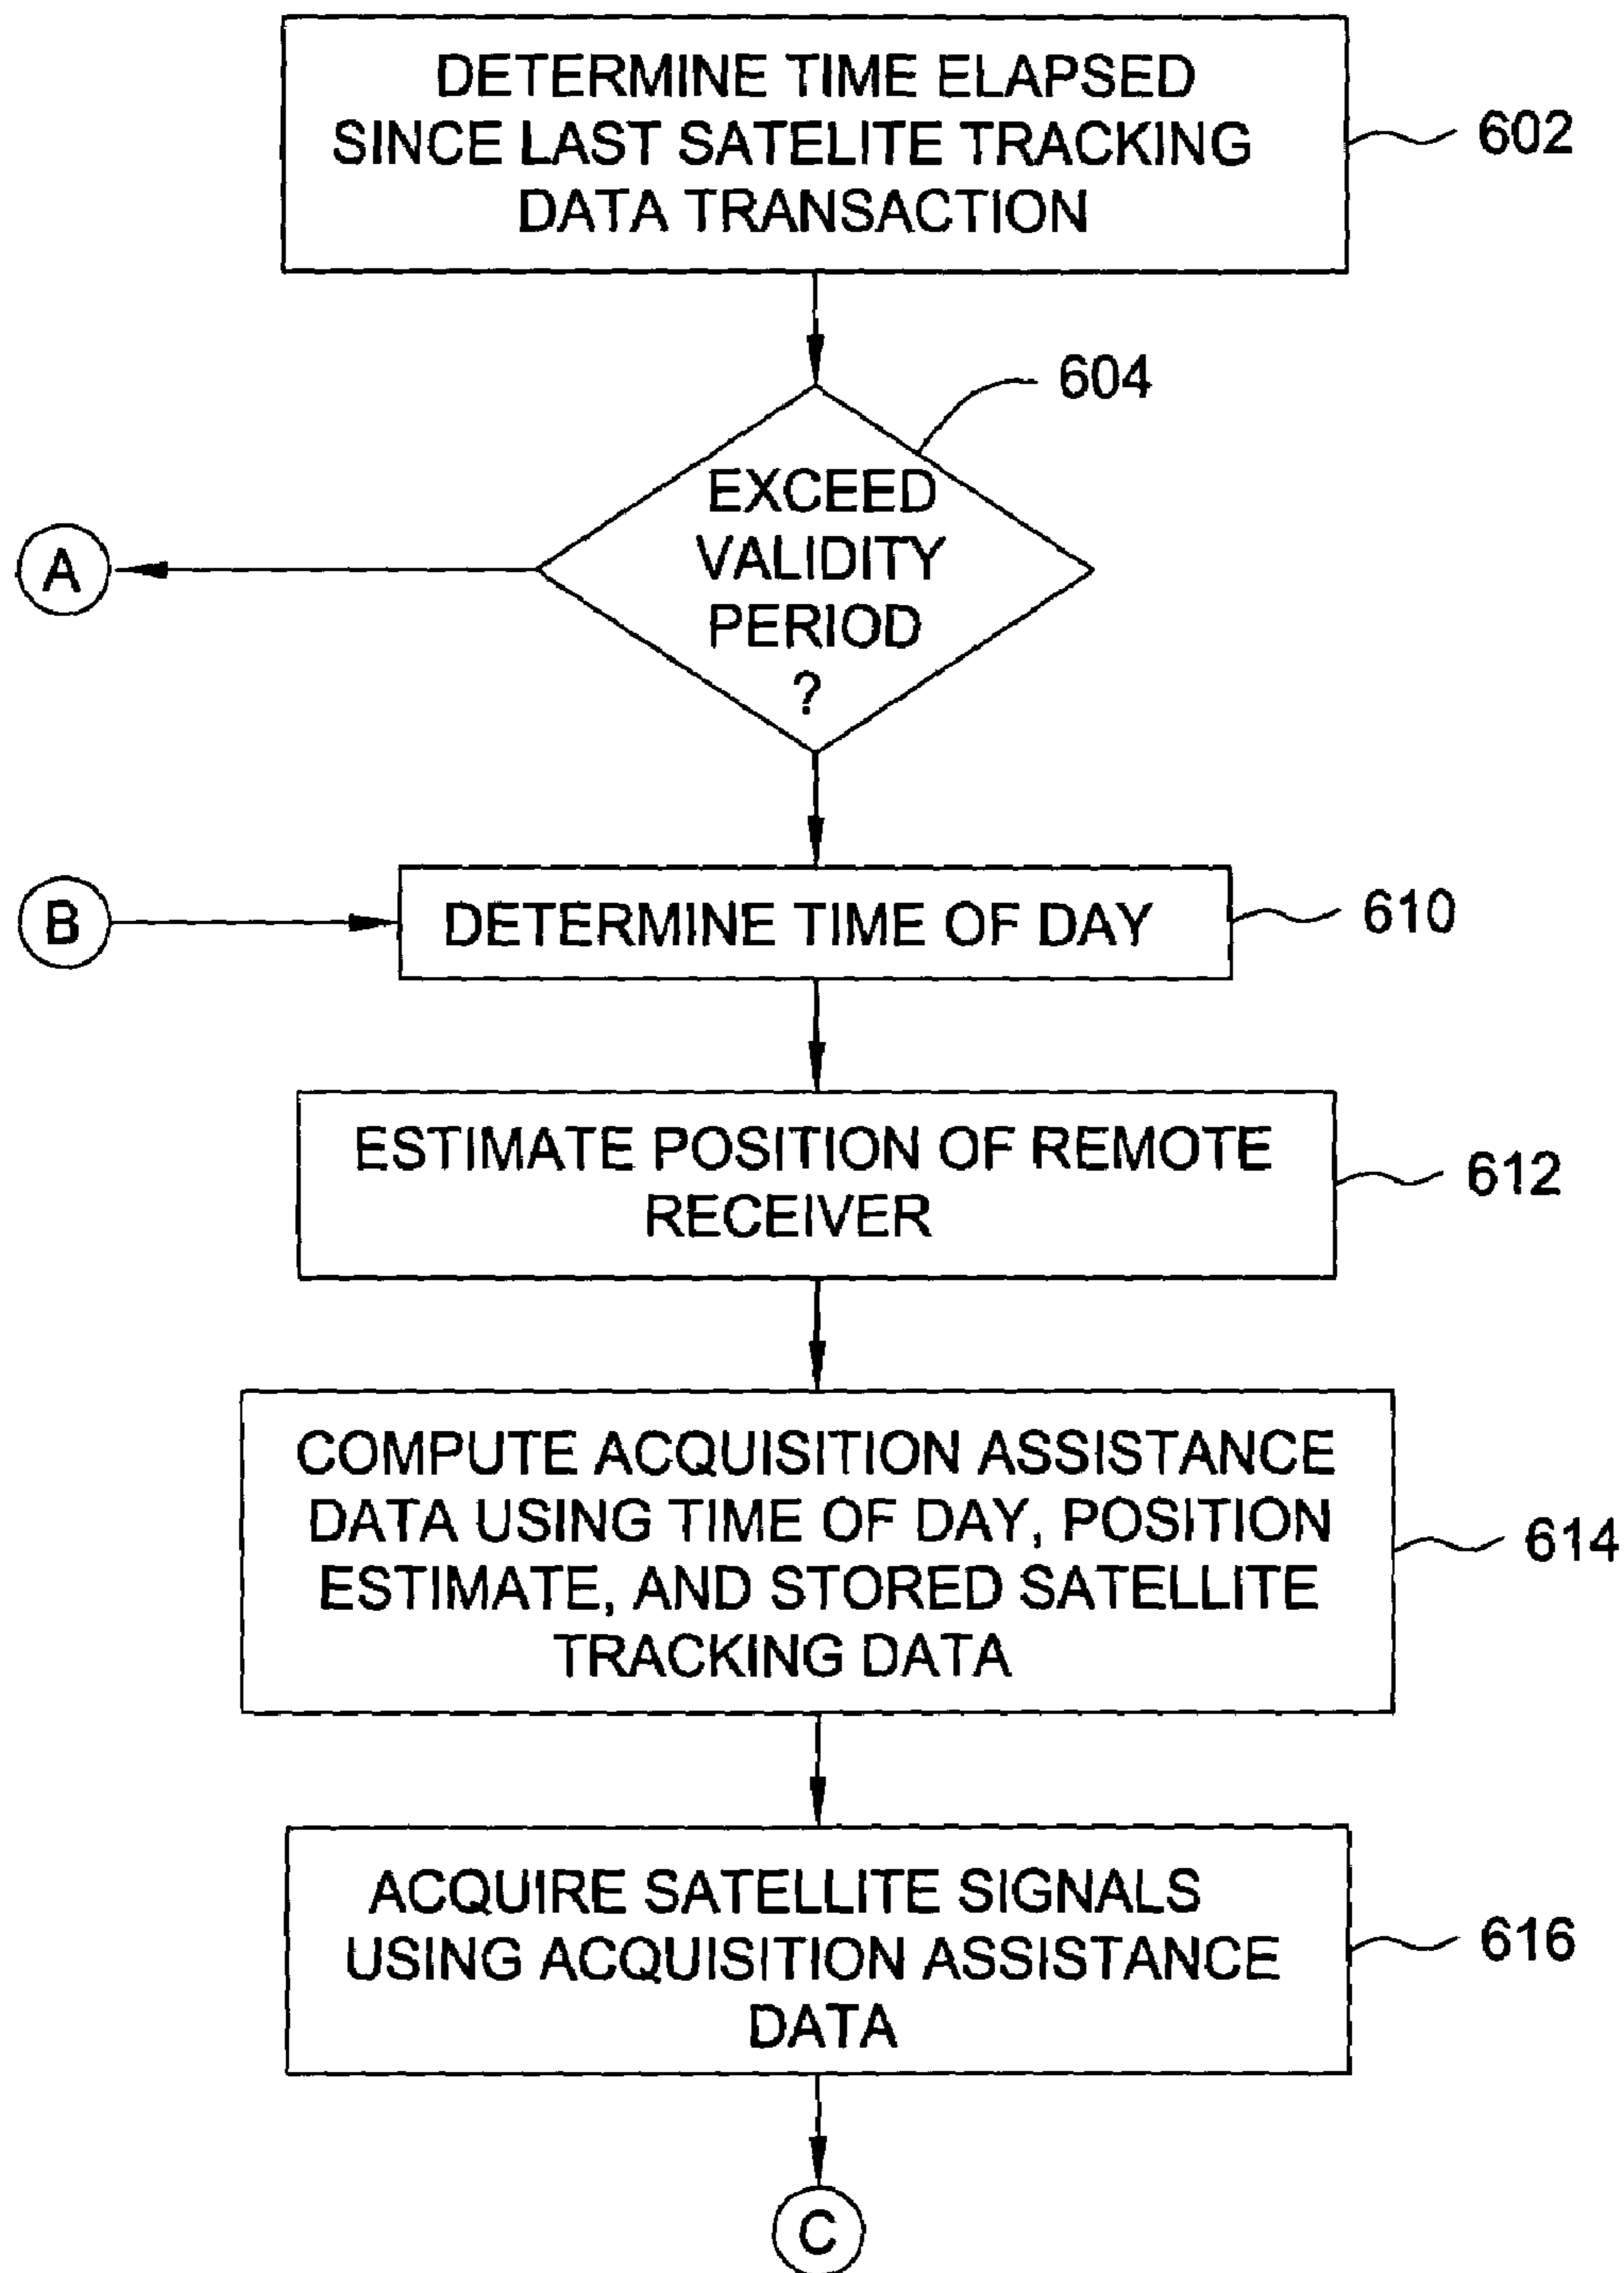 DETERMINE TIME ELAPSED
SINCE LAST SATELITE TRACKING
DATA TRANSACTION
602
604
EXCEED
VALIDITY
PERIOD
?
A
B
DETERMINE TIME OF DAY
610
ESTIMATE POSITION OF REMOTE
RECEIVER
612
COMPUTE ACQUISITION ASSISTANCE
DATA USING TIME OF DAY, POSITION
ESTIMATE, AND STORED SATELLITE
TRACKING DATA
614
ACQUIRE SATELLITE SIGNALS
USING ACQUISITION ASSISTANCE
DATA
616
C